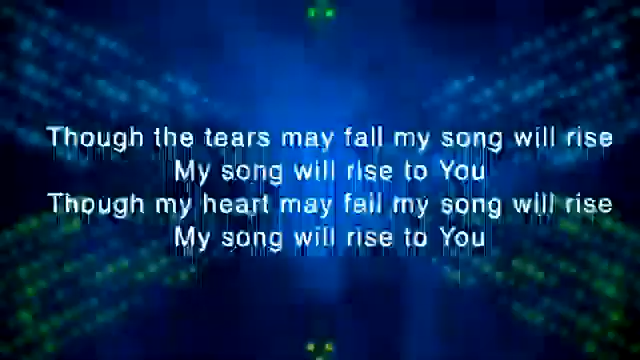 Though the tears may fall my song will rise
My song will rise to You
Though my heart may fail my song will rise
My song will rise to You